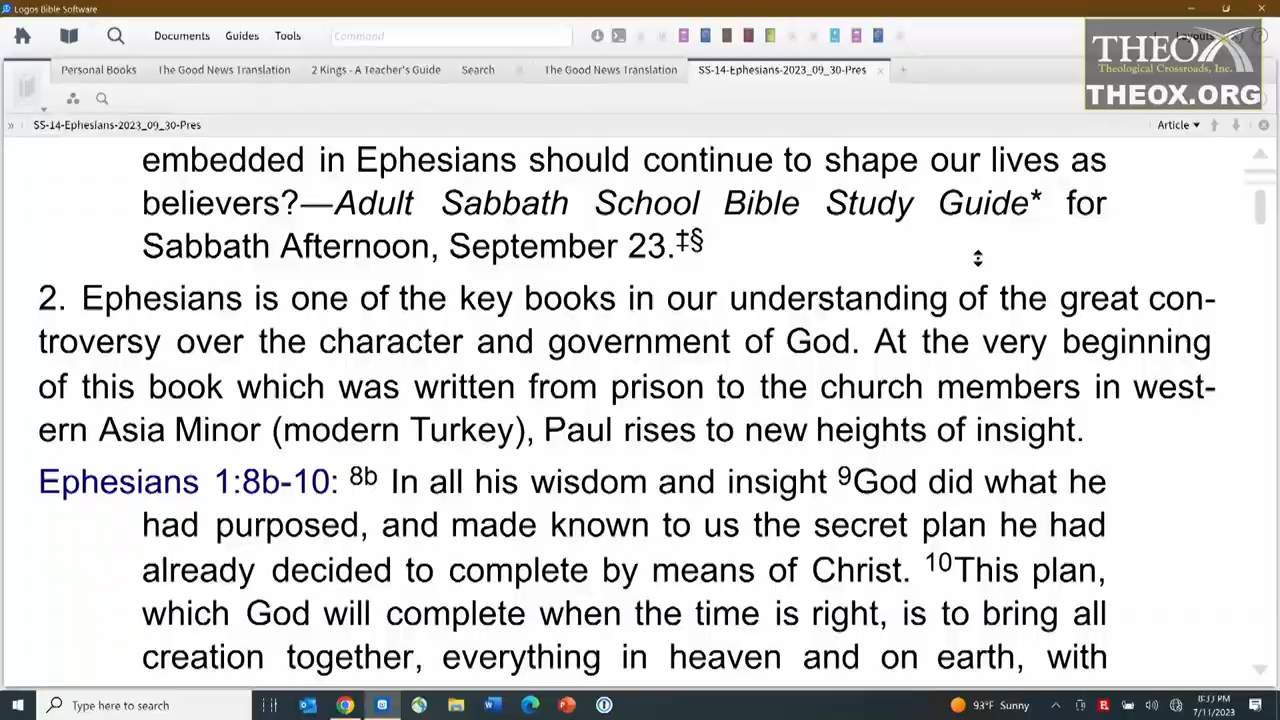 Logos Bible Software
Documents Guides Tools Command
THEOX
Theological Crossroads, Inc.
THEOX.ORG
Personal Books The Good News Translation 2 Kings - A Teacher's Guide The Good News Translation SS-14-Ephesians-2023_09_30-Pres
SS-14-Ephesians-2023_09_30-Pres Article
embedded in Ephesians should continue to shape our lives as
believers?—Adult Sabbath School Bible Study Guide* for
Sabbath Afternoon, September 23.‡§
2. Ephesians is one of the key books in our understanding of the great con-
troversy over the character and government of God. At the very beginning
of this book which was written from prison to the church members in west-
ern Asia Minor (modern Turkey), Paul rises to new heights of insight.
Ephesians 1:8b-10: 8b In all his wisdom and insight 9God did what he
had purposed, and made known to us the secret plan he had
already decided to complete by means of Christ. 10This plan,
which God will complete when the time is right, is to bring all
creation together, everything in heaven and on earth, with
Type here to search 93°F Sunny 8:33 PM
7/11/2023